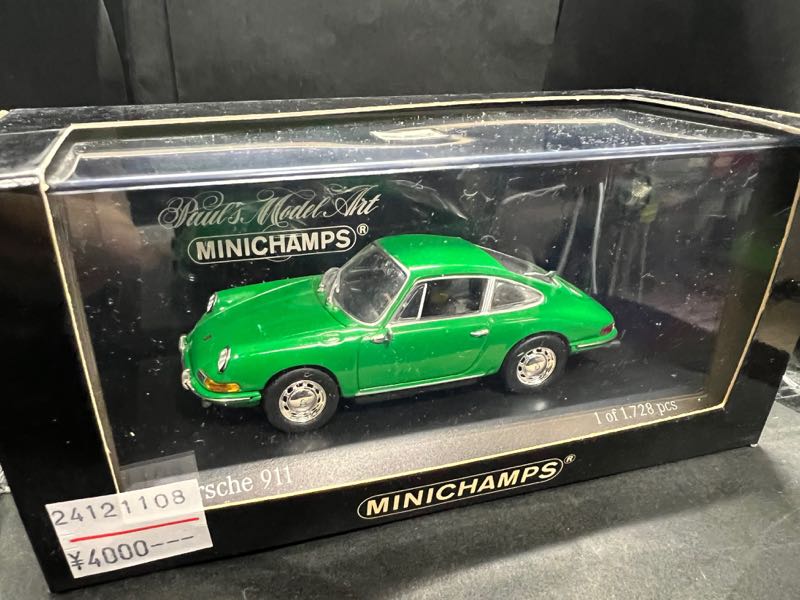 Paul's Model Art
MINICHAMPS®
1 of 1.728 pcs
rsche 911
MINICHAMPS®
24121108
¥4000---